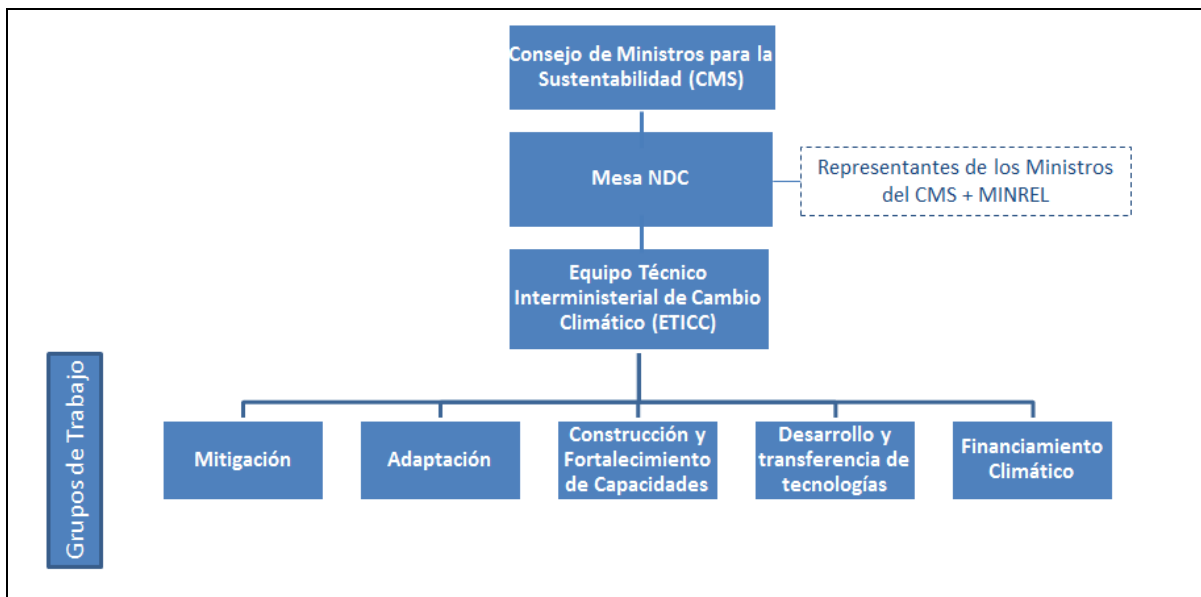 Consejo de Ministros para la
Sustentabilidad (CMS)
Mesa NDC
Representantes de los Ministros
del CMS + MINREL
Equipo Técnico
Interministerial de Cambio
Climático (ETICC)
Grupos de Trabajo
Mitigación
Adaptación
Construcción y
Fortalecimiento
de Capacidades
Desarrollo y
transferencia de
tecnologías
Financiamiento
Climático